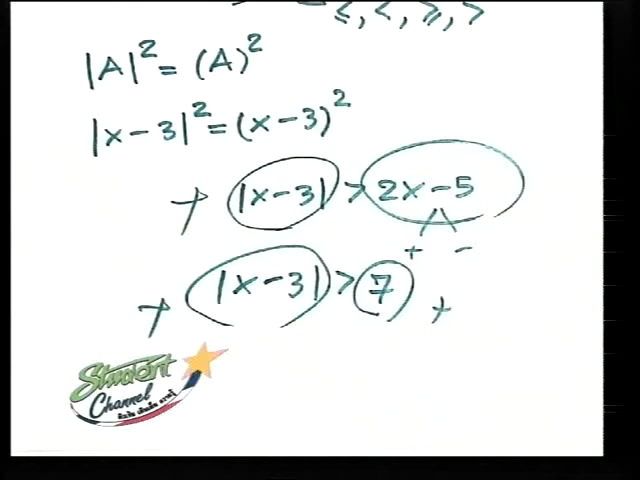 ≤, <, ≥, >
|A|² = (A)²
|x-3|² = (x-3)²
+ |x-3| > 2x-5
+ -
+ |x-3| > 7 +
Student
Channel